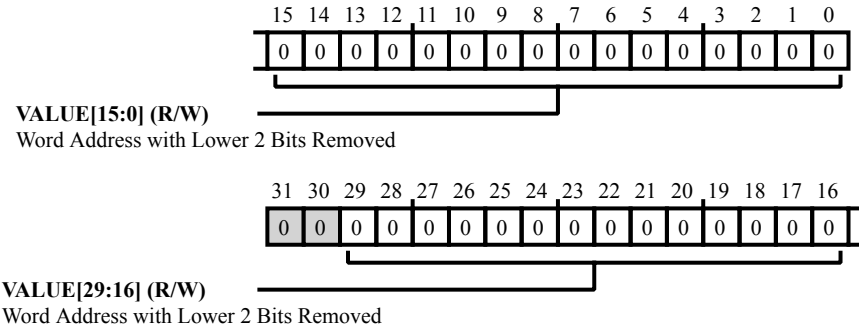 15 14 13 12 11 10 9 8 7 6 5 4 3 2 1 0
0 0 0 0 0 0 0 0 0 0 0 0 0 0 0 0
VALUE[15:0] (R/W)
Word Address with Lower 2 Bits Removed
31 30 29 28 27 26 25 24 23 22 21 20 19 18 17 16
0 0 0 0 0 0 0 0 0 0 0 0 0 0 0 0
VALUE[29:16] (R/W)
Word Address with Lower 2 Bits Removed